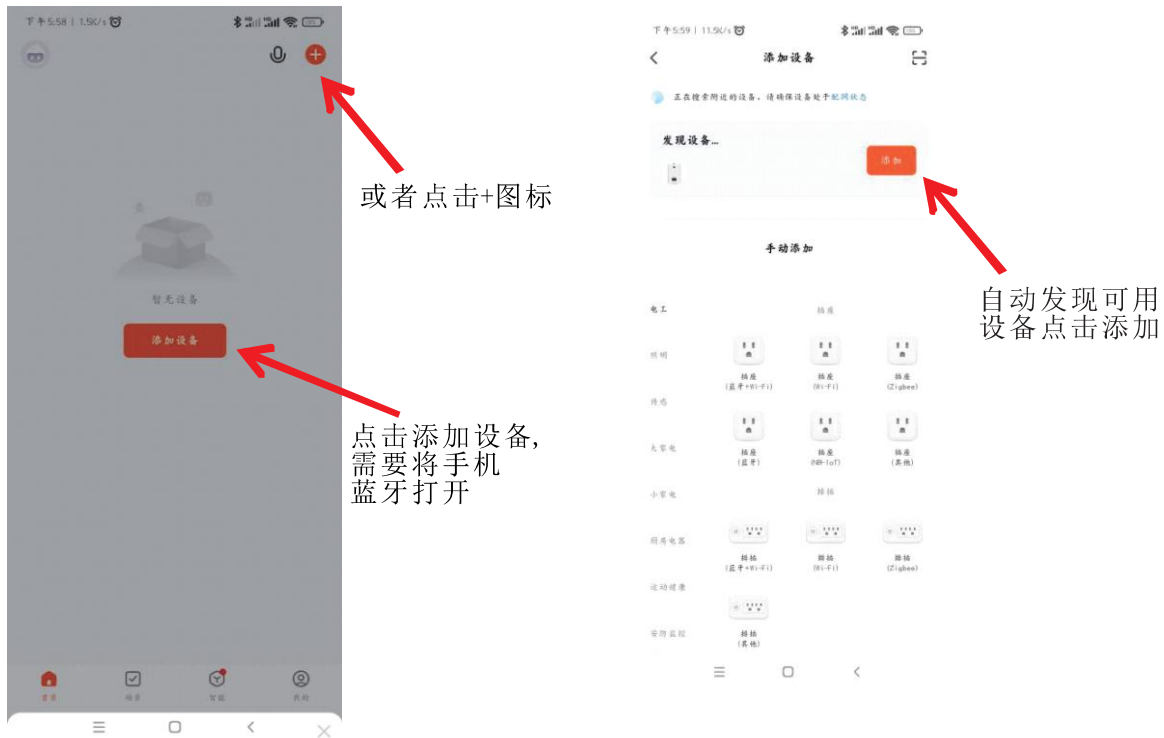 下午5:58 | 1.5K/s
或者点击+图标
暂无设备
添加设备
点击添加设备,
需要将手机
蓝牙打开
首页
智能
我的
下午5:59 | 11.5K/s
添加设备
正在搜索附近的设备，请确保设备处于配网状态
发现设备…
添加
自动发现可用
设备点击添加
手动添加
电工
插座
照明
插座
(蓝牙+Wi-Fi)
插座
(Wi-Fi)
插座
(Zigbee)
传感
大家电
插座
(蓝牙)
插座
(NB-IoT)
插座
(其他)
小家电
排插
厨房电器
排插
(蓝牙+Wi-Fi)
排插
(Wi-Fi)
排插
(Zigbee)
运动健康
安防监控
排插
(其他)